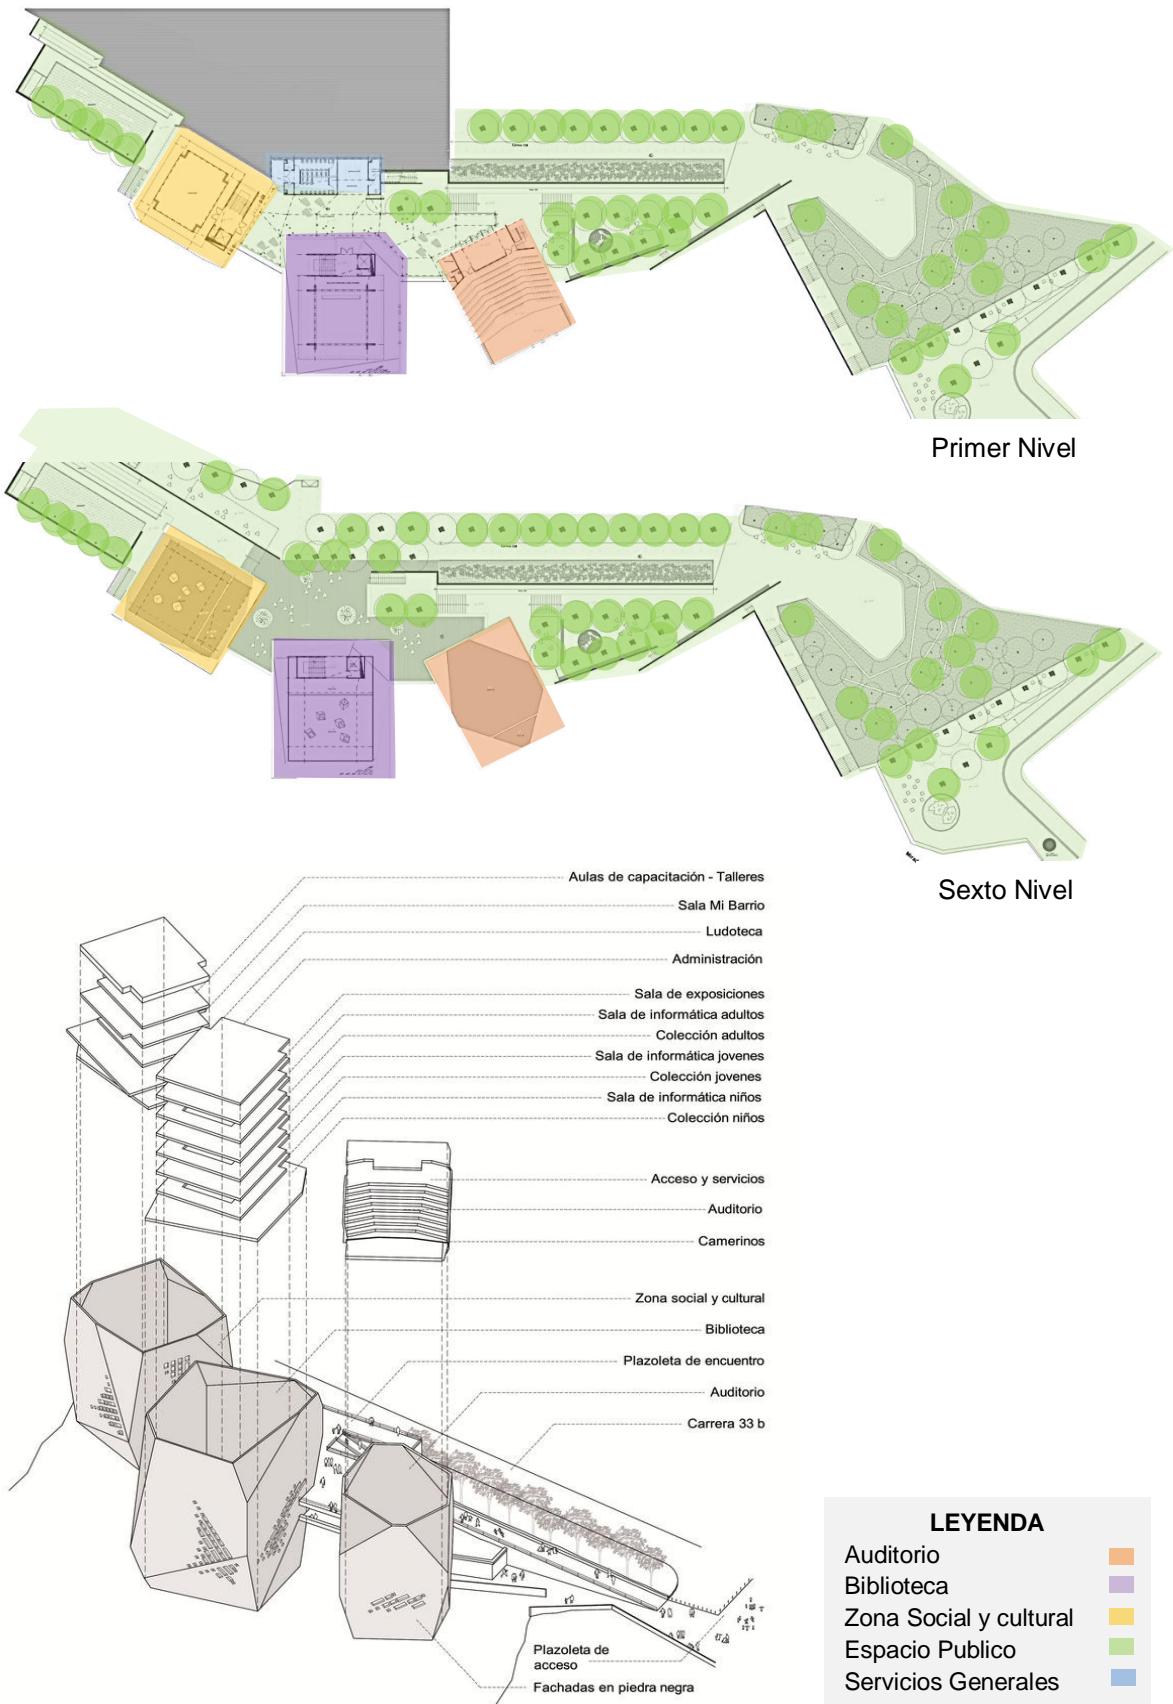 Primer Nivel
Sexto Nivel
Aulas de capacitación - Talleres
Sala Mi Barrio
Ludoteca
Administración
Sala de exposiciones
Sala de informática adultos
Colección adultos
Sala de informática jovenes
Colección jovenes
Sala de informática niños
Colección niños
Acceso y servicios
Auditorio
Camerinos
Zona social y cultural
Biblioteca
Plazoleta de encuentro
Auditorio
Carrera 33 b
Plazoleta de
acceso
Fachadas en piedra negra
LEYENDA
Auditorio
Biblioteca
Zona Social y cultural
Espacio Publico
Servicios Generales